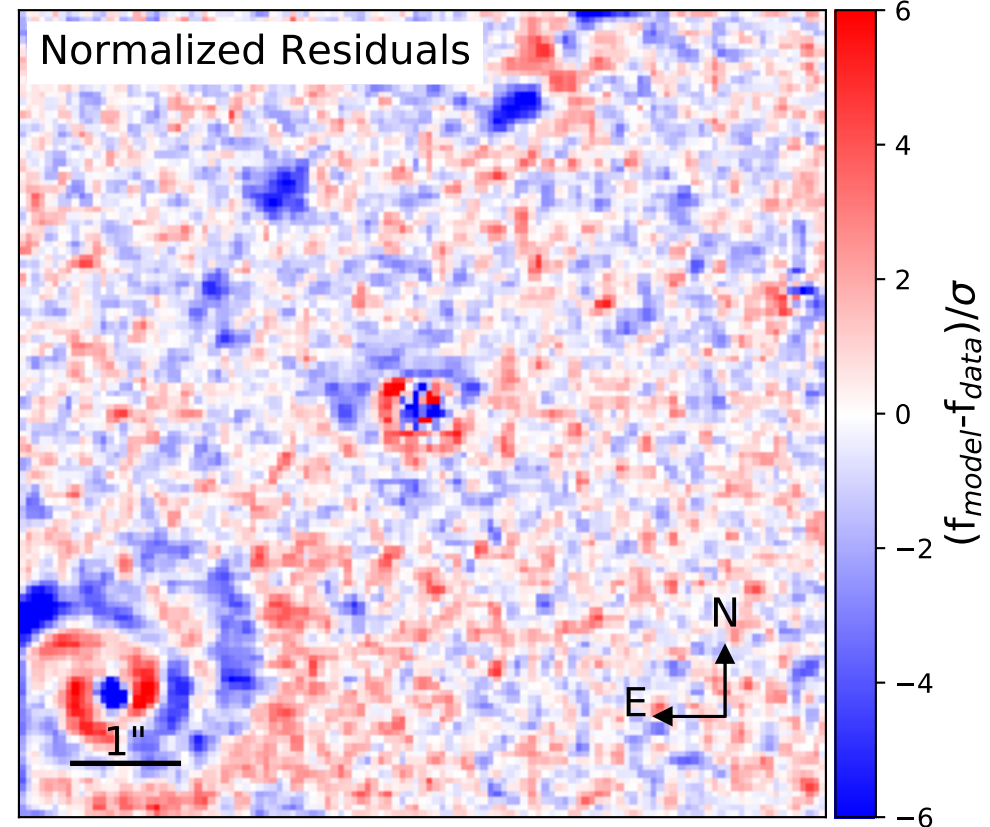 Normalized Residuals
6
4
2
0
−2
−4
−6
(f_model-f_data)/σ
N
E
1"